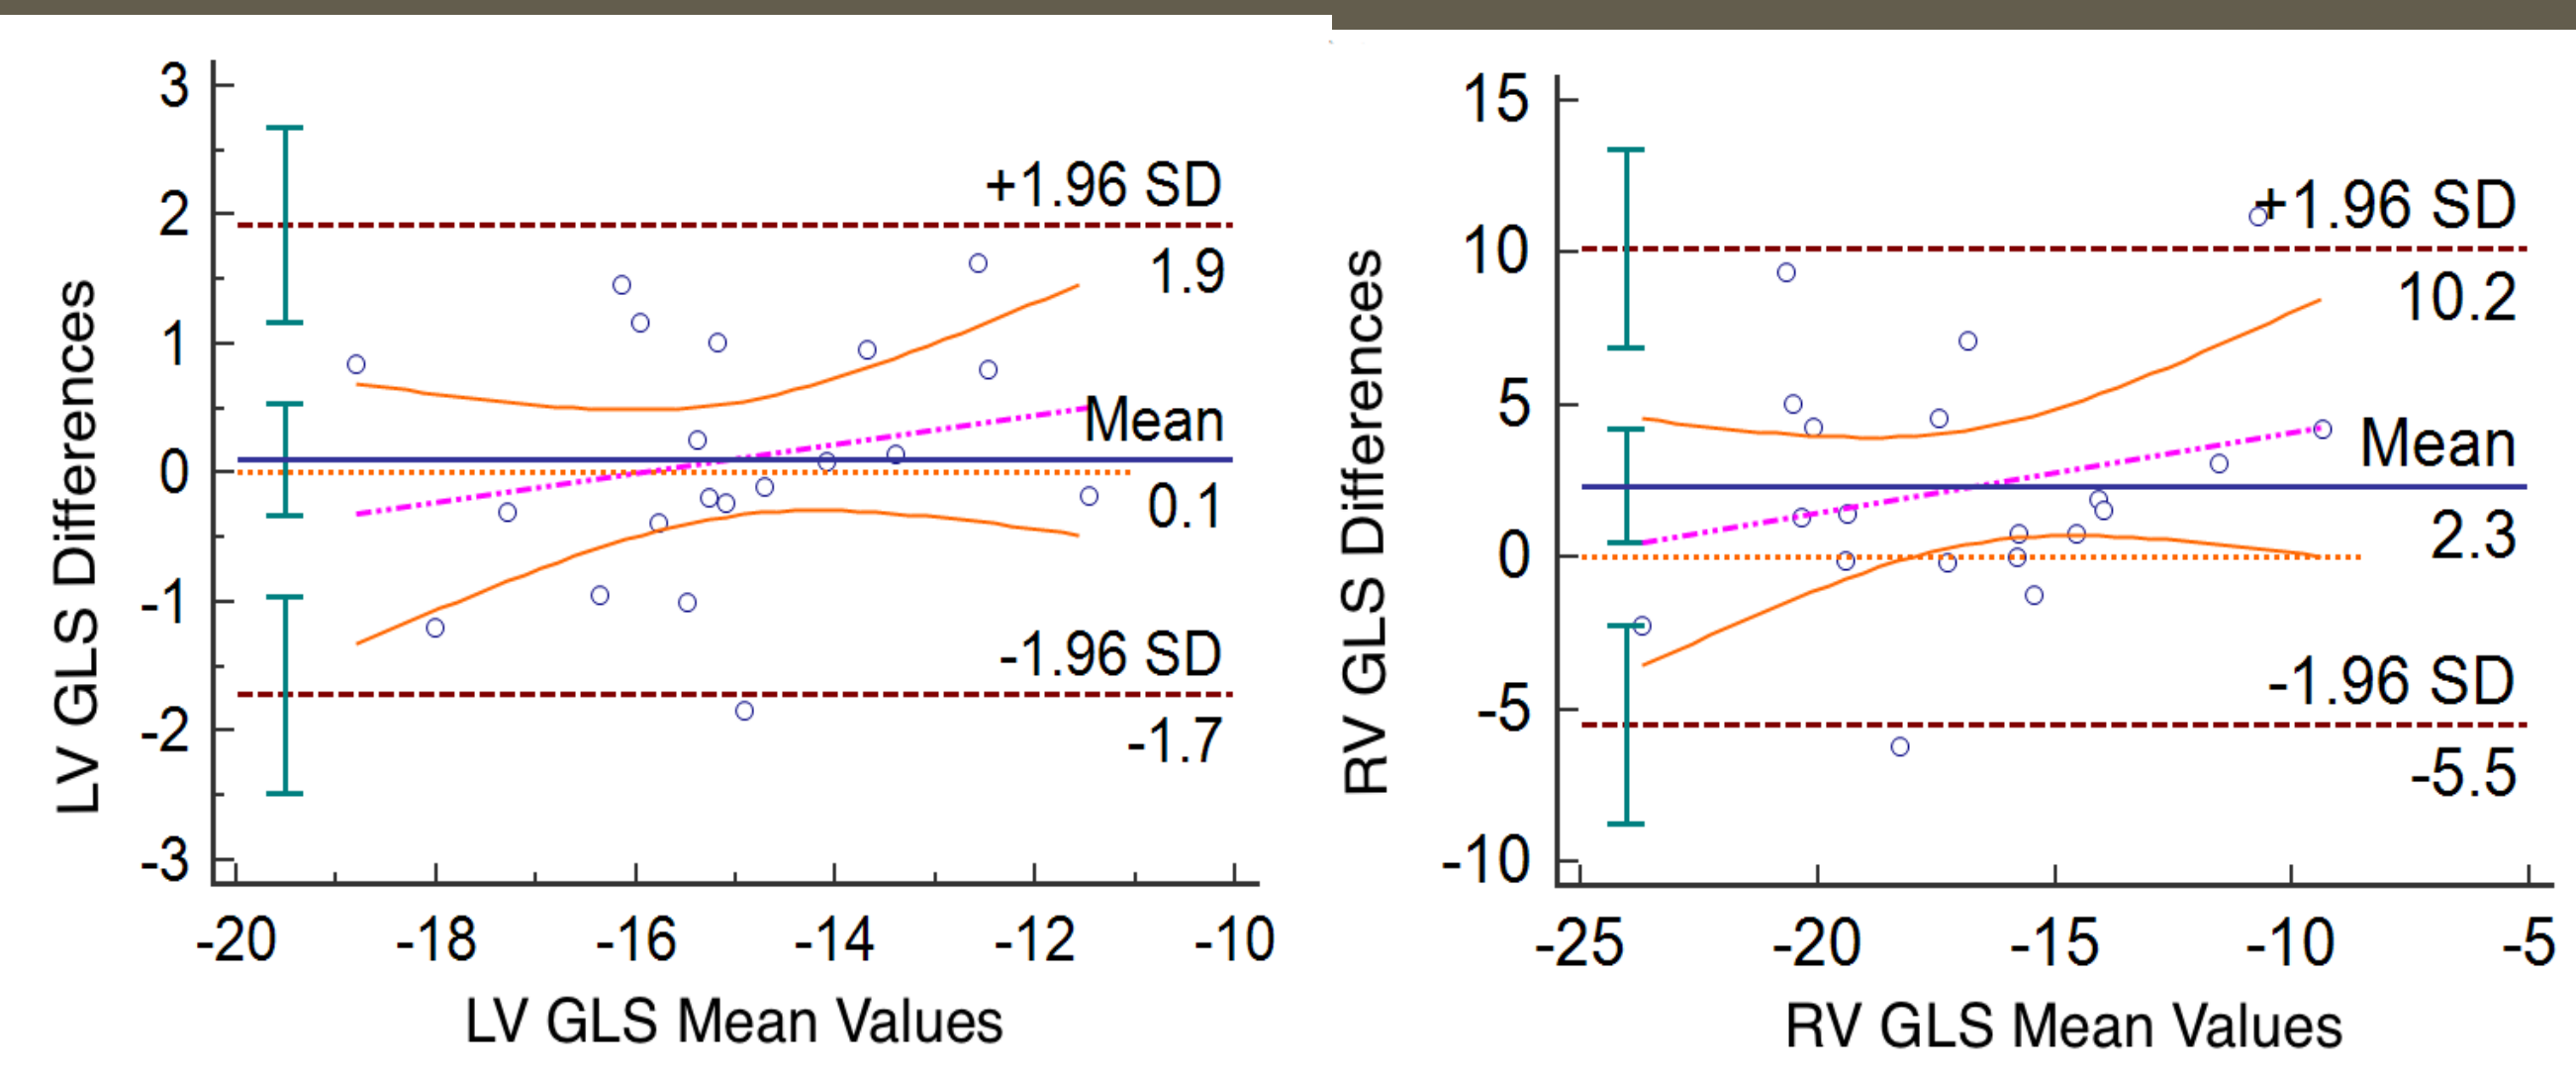 LV GLS Differences
3
2
1
0
-1
-2
-3
+1.96 SD
1.9
Mean
0.1
-1.96 SD
-1.7
-20 -18 -16 -14 -12 -10
LV GLS Mean Values
RV GLS Differences
15
10
5
0
-5
-10
+1.96 SD
10.2
Mean
2.3
-1.96 SD
-5.5
-25 -20 -15 -10 -5
RV GLS Mean Values